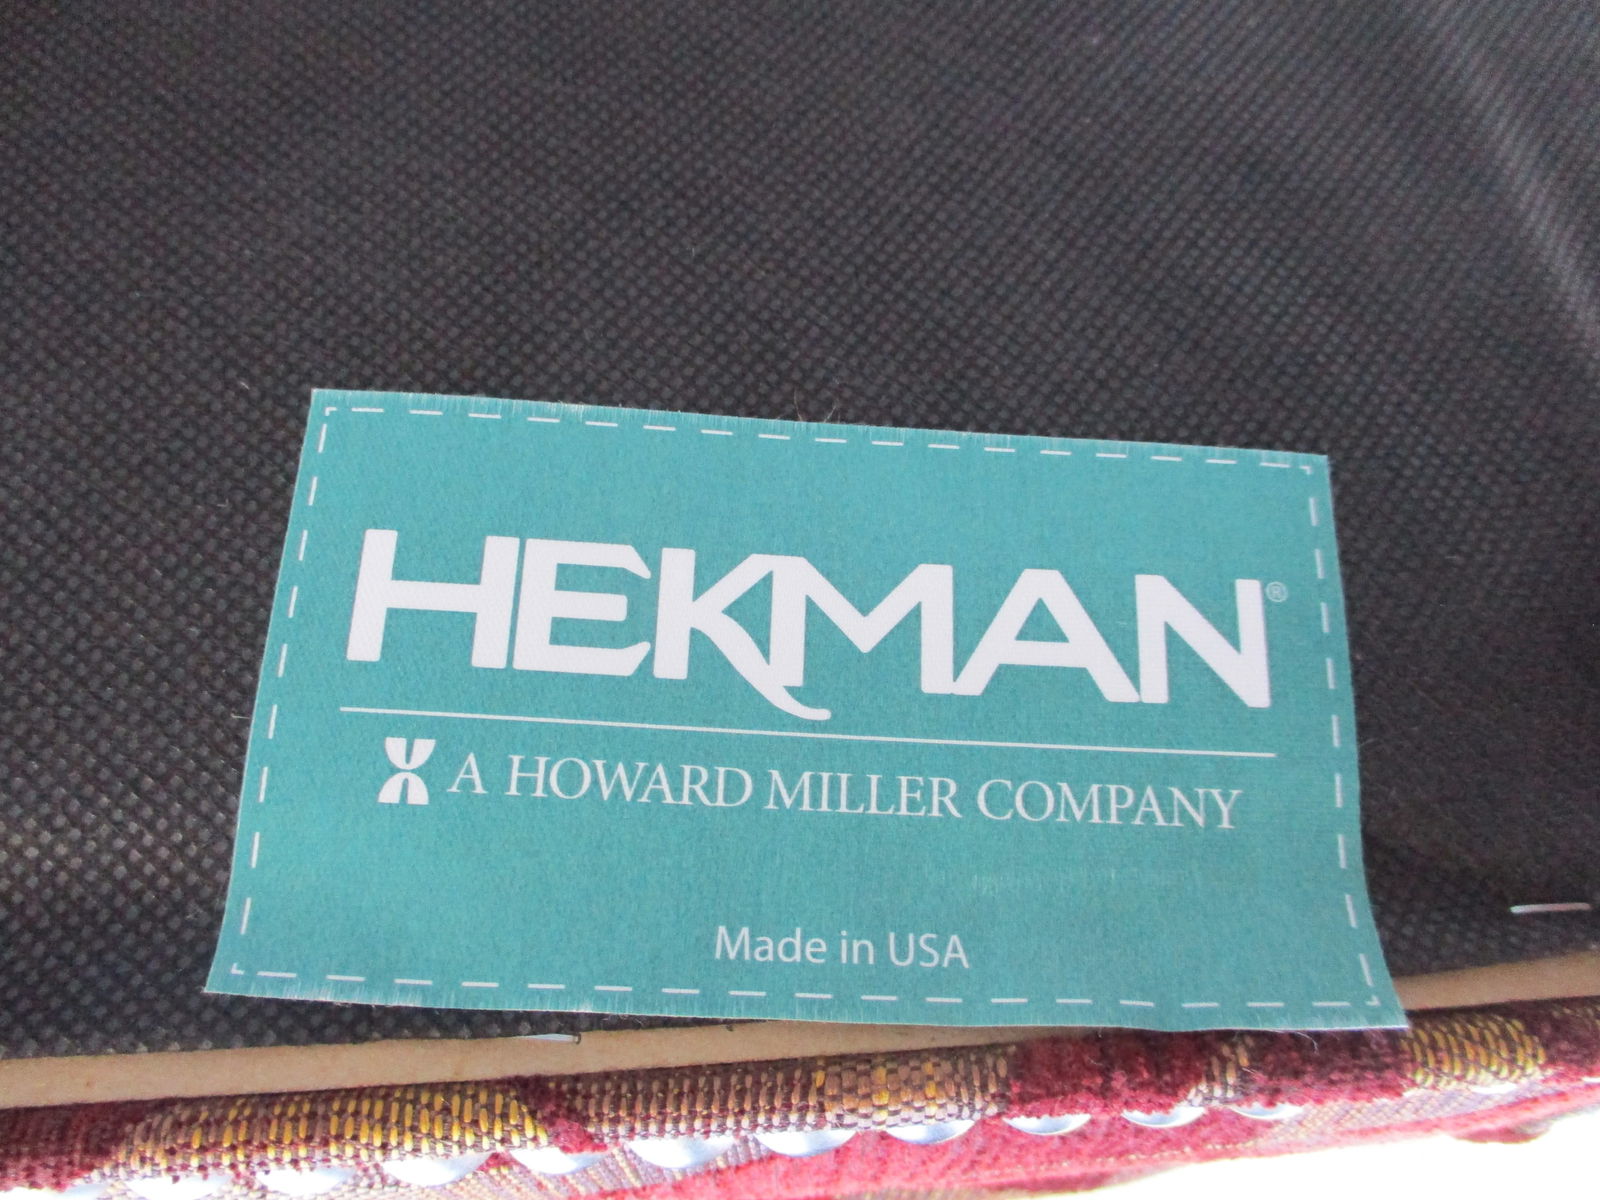 HEKMAN®
A HOWARD MILLER COMPANY
Made in USA